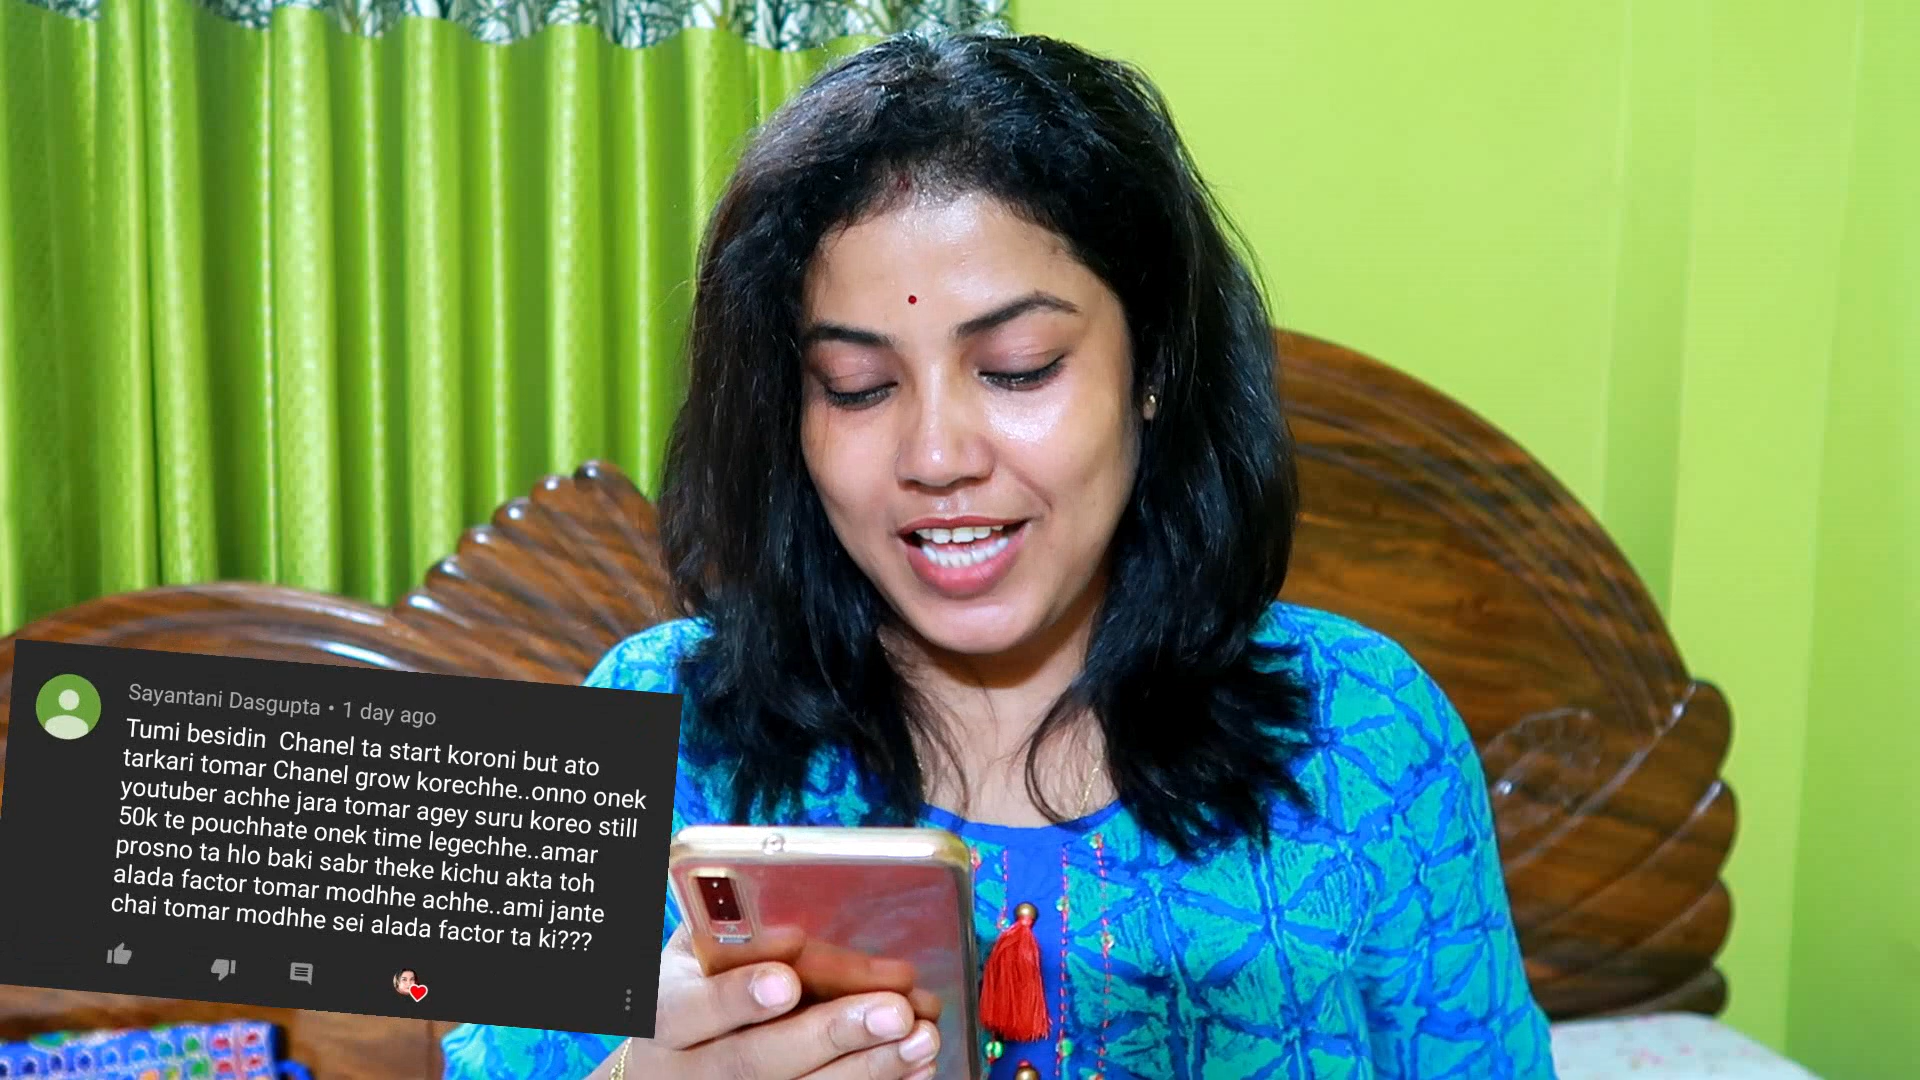 Sayantani Dasgupta • 1 day ago
Tumi besidin  Chanel ta start koroni but ato
tarkari tomar Chanel grow korechhe..onno onek
youtuber achhe jara tomar agey suru koreo still
50k te pouchhate onek time legechhe..amar
prosno ta hlo baki sabr theke kichu akta toh
alada factor tomar modhhe achhe..ami jante
chai tomar modhhe sei alada factor ta ki???